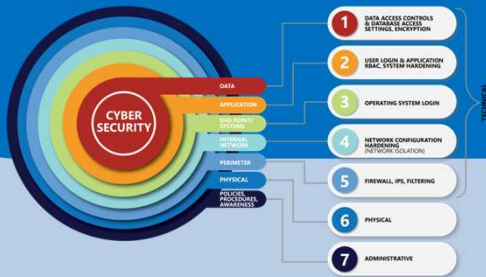 CYBER
SECURITY
DATA
APPLICATION
END POINT/
SYSTEMS
INTERNAL
NETWORK
PERIMETER
PHYSICAL
POLICIES,
PROCEDURES,
AWARENESS
1
DATA ACCESS CONTROLS
& DATABASE ACCESS
SETTINGS, ENCRYPTION
2
USER LOGIN & APPLICATION
RBAC, SYSTEM HARDENING
3
OPERATING SYSTEM LOGIN
4
NETWORK CONFIGURATION
HARDENING
(NETWORK ISOLATION)
5
FIREWALL, IPS, FILTERING
6
PHYSICAL
7
ADMINISTRATIVE
TECHNICAL